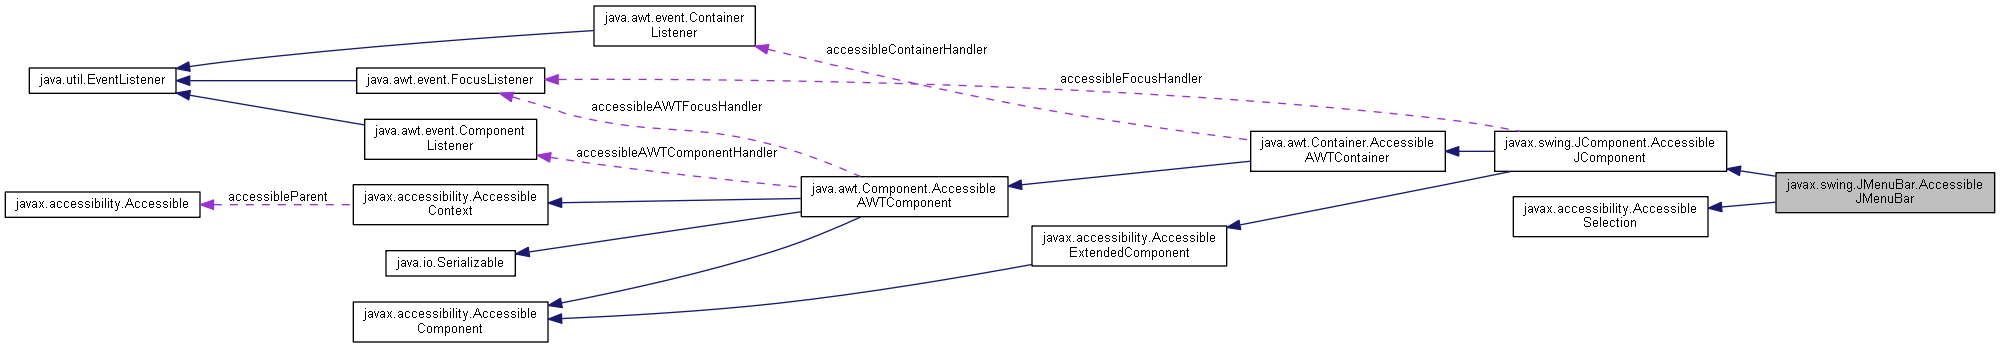 java.awt.event.Container
Listener
accessibleContainerHandler
java.util.EventListener
java.awt.event.FocusListener
accessibleFocusHandler
accessibleAWTFocusHandler
java.awt.event.Component
Listener
accessibleAWTComponentHandler
java.awt.Container.Accessible
AWTContainer
javax.swing.JComponent.Accessible
JComponent
javax.swing.JMenuBar.Accessible
JMenuBar
javax.accessibility.Accessible
accessibleParent
javax.accessibility.Accessible
Context
java.awt.Component.Accessible
AWTComponent
javax.accessibility.Accessible
Selection
javax.accessibility.Accessible
ExtendedComponent
java.io.Serializable
javax.accessibility.Accessible
Component